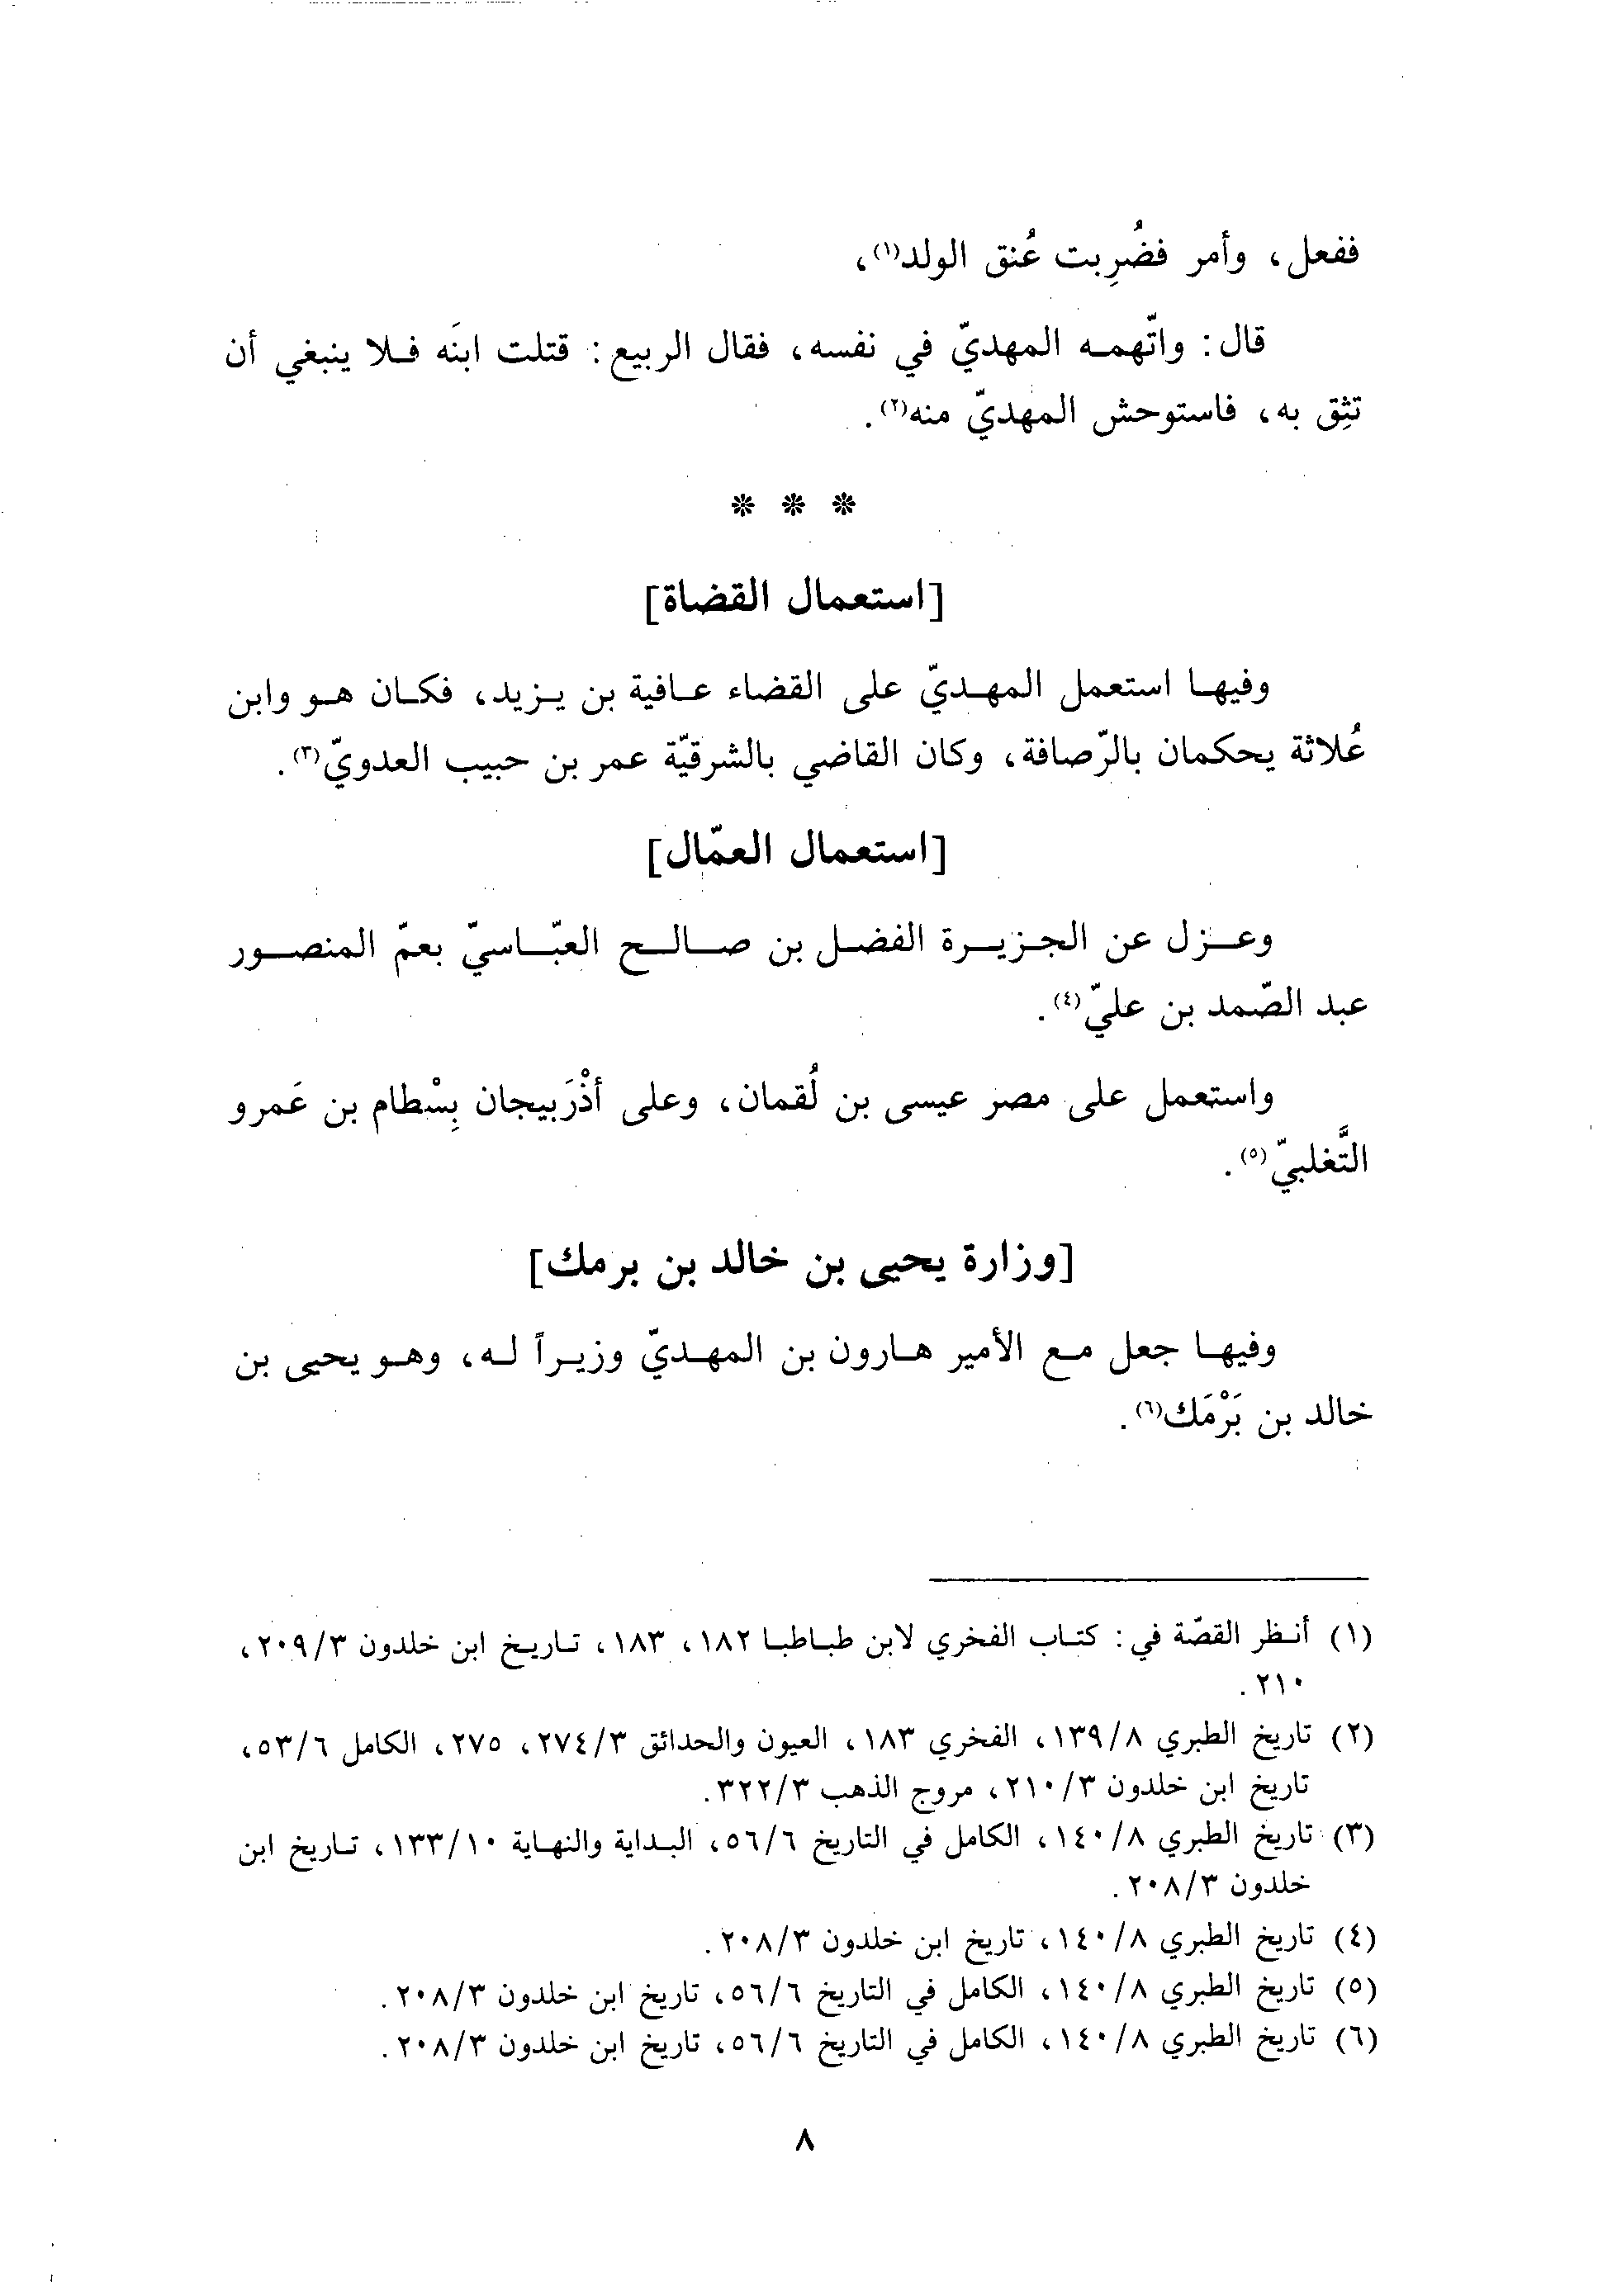 ففعل، وأمر فضُرِبت عُنق الولد(١)،
قال: واتّهمه المهديّ في نفسه، فقال الربيع: قتلت ابنَه فلا ينبغي أن
تثِق به، فاستوحش المهديّ منه(٢).
* * *
[استعمال القضاة]
وفيها استعمل المهديّ على القضاء عافية بن يزيد، فكان هو وابن
عُلاثة يحكمان بالرّصافة، وكان القاضي بالشرقيّة عمر بن حبيب العدويّ(٣).
[استعمال العمّال]
وعزل عن الجزيرة الفضل بن صالح العبّاسيّ بعمّ المنصور
عبد الصّمد بن عليّ(٤).
واستعمل على مصر عيسى بن لُقمان، وعلى أذْرَبيجان بِسْطام بن عَمرو
التَّغلبيّ(٥).
[وزارة يحيى بن خالد بن برمك]
وفيها جعل مع الأمير هارون بن المهديّ وزيراً له، وهو يحيى بن
خالد بن بَرْمَك(٦).
(١) أنظر القصّة في: كتاب الفخري لابن طباطبا ١٨٢، ١٨٣، تاريخ ابن خلدون ٢٠٩/٣،
٢١٠.
(٢) تاريخ الطبري ١٣٩/٨، الفخري ١٨٣، العيون والحدائق ٢٧٤/٣، ٢٧٥، الكامل ٥٣/٦،
تاريخ ابن خلدون ٢١٠/٣، مروج الذهب ٣٢٢/٣.
(٣) تاريخ الطبري ١٤٠/٨، الكامل في التاريخ ٥٦/٦، البداية والنهاية ١٣٣/١٠، تاريخ ابن
خلدون ٢٠٨/٣.
(٤) تاريخ الطبري ١٤٠/٨، تاريخ ابن خلدون ٢٠٨/٣.
(٥) تاريخ الطبري ١٤٠/٨، الكامل في التاريخ ٥٦/٦، تاريخ ابن خلدون ٢٠٨/٣.
(٦) تاريخ الطبري ١٤٠/٨، الكامل في التاريخ ٥٦/٦، تاريخ ابن خلدون ٢٠٨/٣.
٨